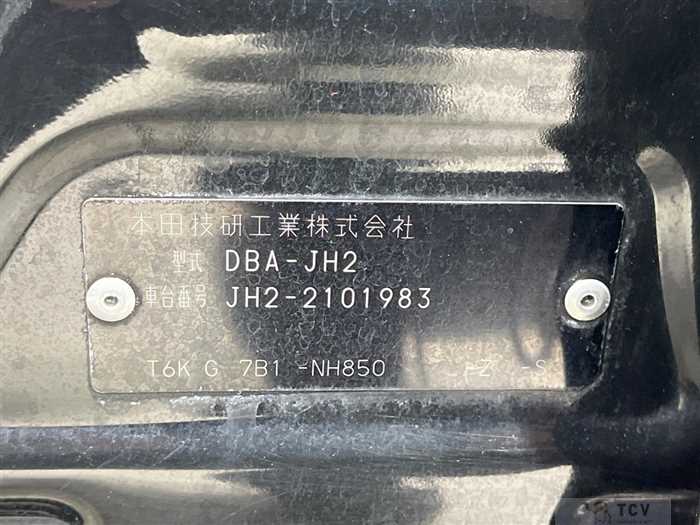 本田技研工業株式会社
型式 DBA-JH2
車台番号 JH2-2101983
T6K G 7B1 -NH850 -Z -S
TCV